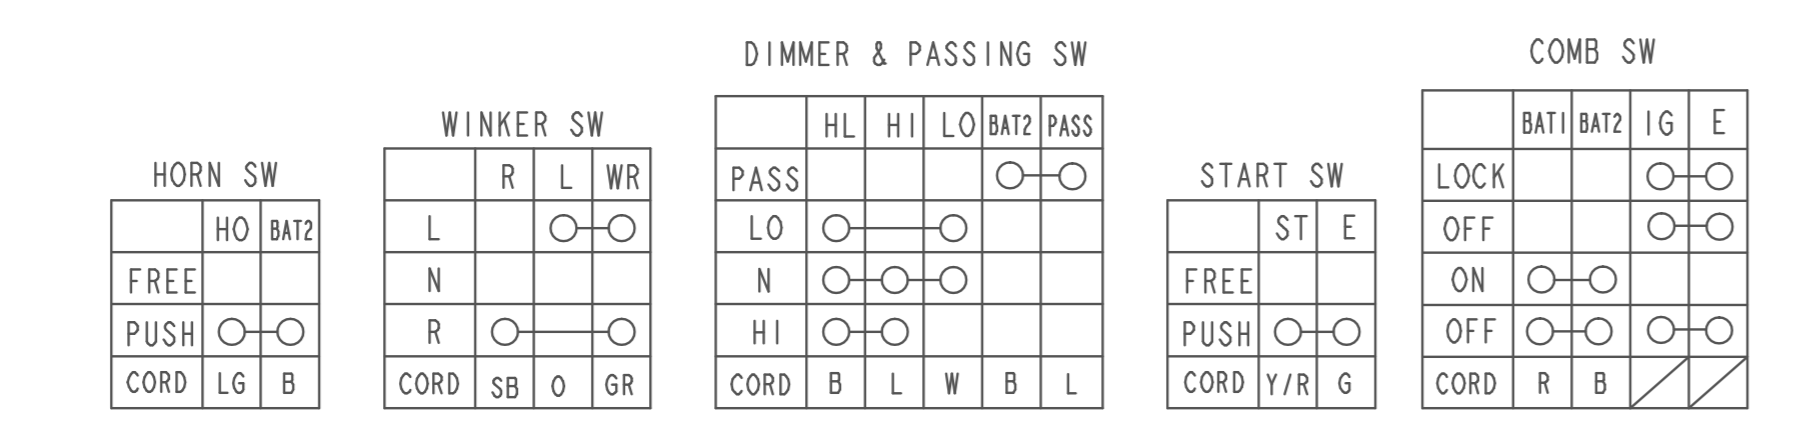 HORN SW
HO BAT2
FREE
PUSH
CORD LG B
WINKER SW
R L WR
L
N
R
CORD SB O GR
DIMMER & PASSING SW
HL HI LO BAT2 PASS
PASS
LO
N
HI
CORD B L W B L
START SW
ST E
FREE
PUSH
CORD Y/R G
COMB SW
BAT1 BAT2 IG E
LOCK
OFF
ON
OFF
CORD R B